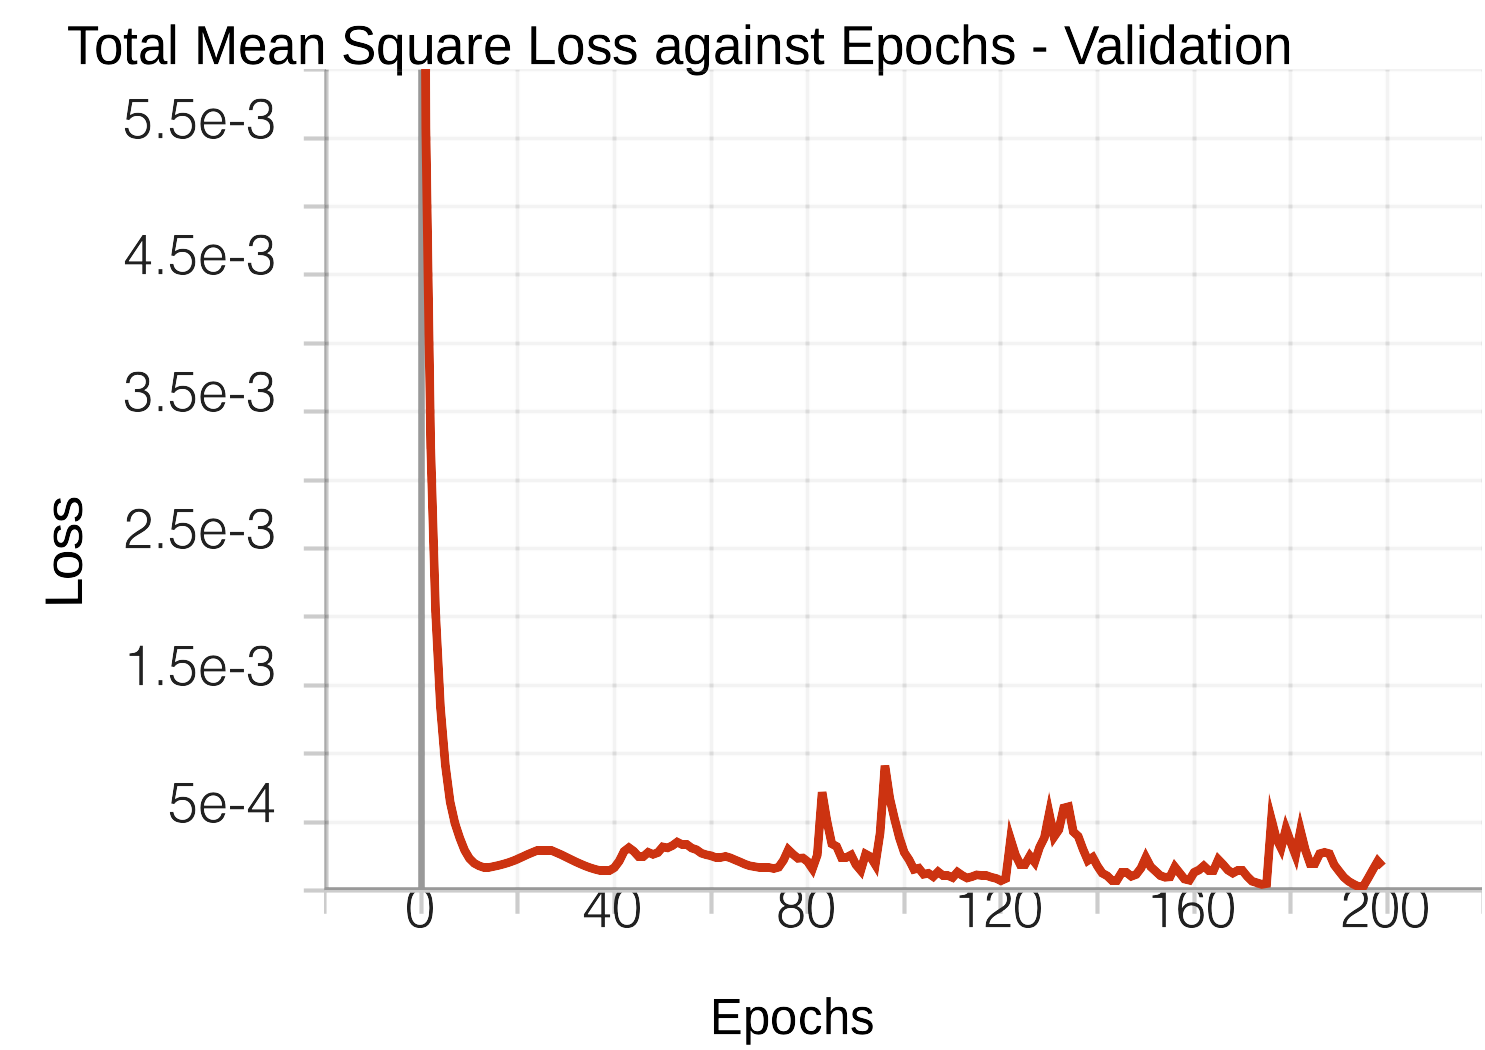 Total Mean Square Loss against Epochs - Validation
5.5e-3
4.5e-3
3.5e-3
2.5e-3
1.5e-3
5e-4
Loss
0 40 80 120 160 200
Epochs